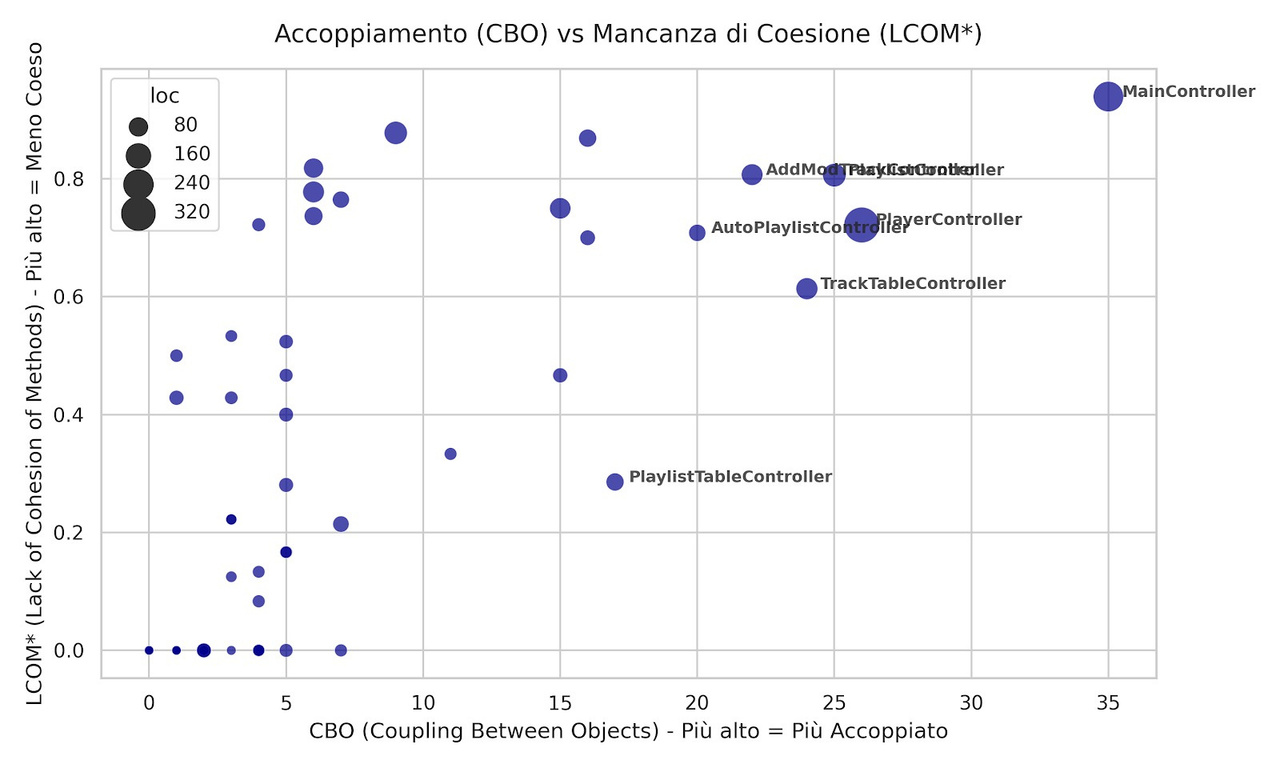 Accoppiamento (CBO) vs Mancanza di Coesione (LCOM*)
LCOM* (Lack of Cohesion of Methods) - Più alto = Meno Coeso
loc
80
160
240
320
0.8
0.6
0.4
0.2
0.0
MainController
AddModTrackController
PlaylistController
PlayerController
AutoPlaylistController
TrackTableController
PlaylistTableController
0 5 10 15 20 25 30 35
CBO (Coupling Between Objects) - Più alto = Più Accoppiato